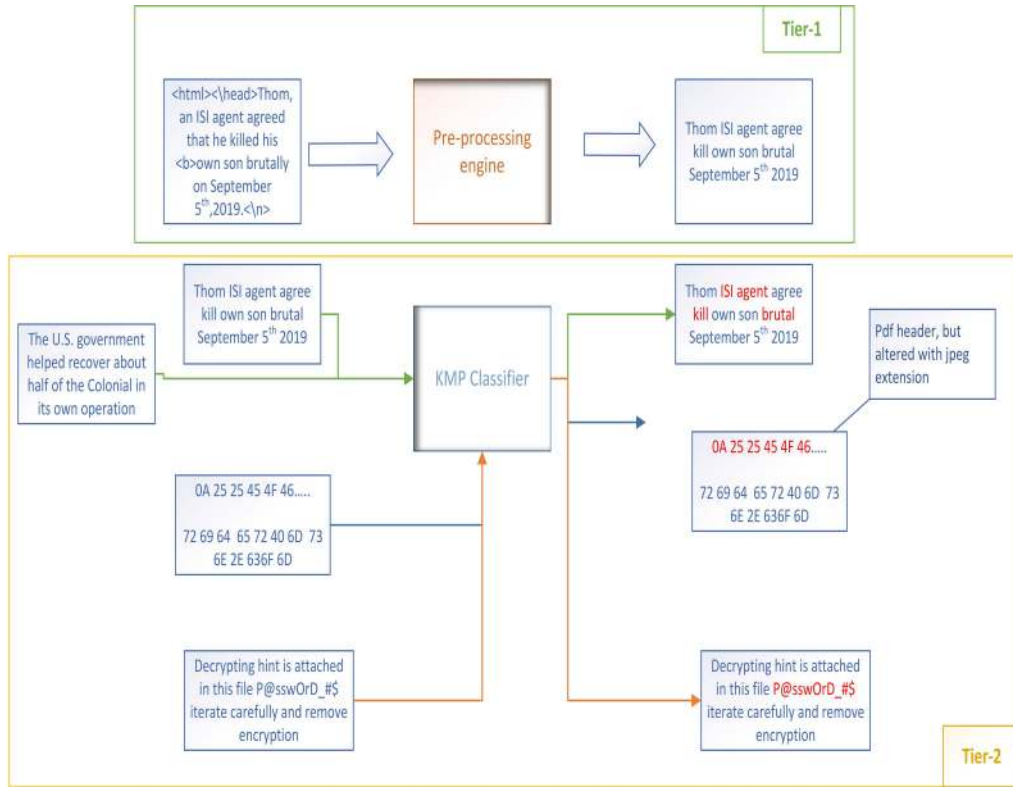 Tier-1
<html><\head>Thom,
an ISI agent agreed
that he killed his
<b>own son brutally
on September
5th,2019.<\n>
Pre-processing
engine
Thom ISI agent agree
kill own son brutal
September 5th 2019
Thom ISI agent agree
kill own son brutal
September 5th 2019
The U.S. government
helped recover about
half of the Colonial in
its own operation
KMP Classifier
Thom ISI agent agree
kill own son brutal
September 5th 2019
Pdf header, but
altered with jpeg
extension
0A 25 25 45 4F 46.....
72 69 64 65 72 40 6D 73
6E 2E 636F 6D
0A 25 25 45 4F 46.....
72 69 64 65 72 40 6D 73
6E 2E 636F 6D
Decrypting hint is attached
in this file P@sswOrD_#$
iterate carefully and remove
encryption
Decrypting hint is attached
in this file P@sswOrD_#$
iterate carefully and remove
encryption
Tier-2